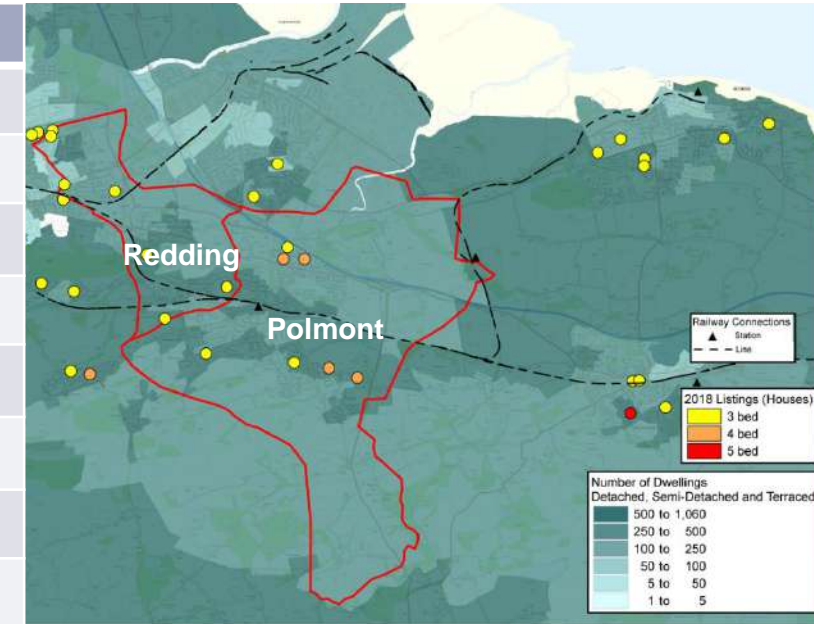 Redding
Polmont
Railway Connections
Station
Line
2018 Listings (Houses)
3 bed
4 bed
5 bed
Number of Dwellings
Detached, Semi-Detached and Terraced
500 to 1,060
250 to 500
100 to 250
50 to 100
5 to 50
1 to 5